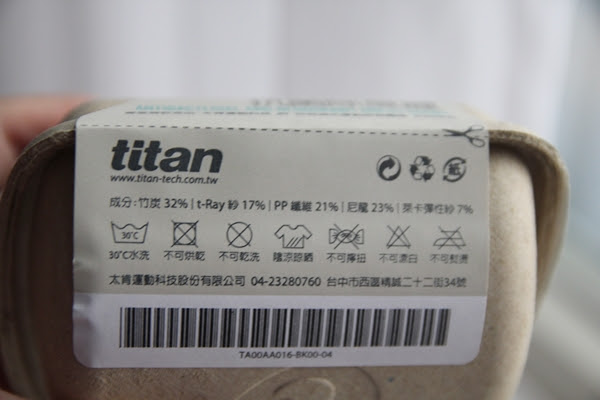 titan
www.titan-tech.com.tw
紙
成分:竹炭 32% | t-Ray 紗 17% | PP 纖維 21% | 尼龍 23% | 萊卡彈性紗 7%
30°C
30°C水洗 不可烘乾 不可乾洗 陰涼晾曬 不可擰扭 不可漂白 不可熨燙
太肯運動科技股份有限公司 04-23280760 台中市西區精誠二十二街34號
TA00AA016-BK00-04